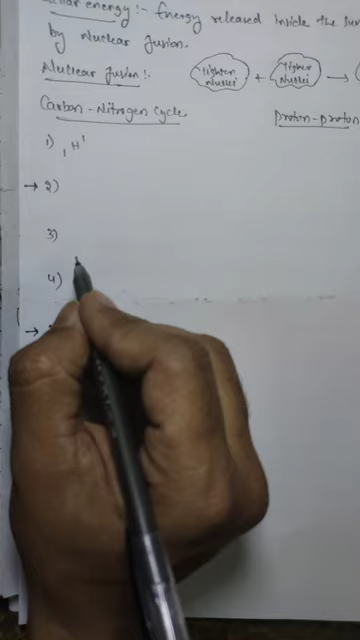 energy :- Energy released inside the sun
by Nuclear fusion.
Nuclear fusion :. lighter Nuclei + lighter Nuclei →
Carbon-Nitrogen Cycle Proton-proton
1) ₁H¹
→ 2)
3)
4)
→